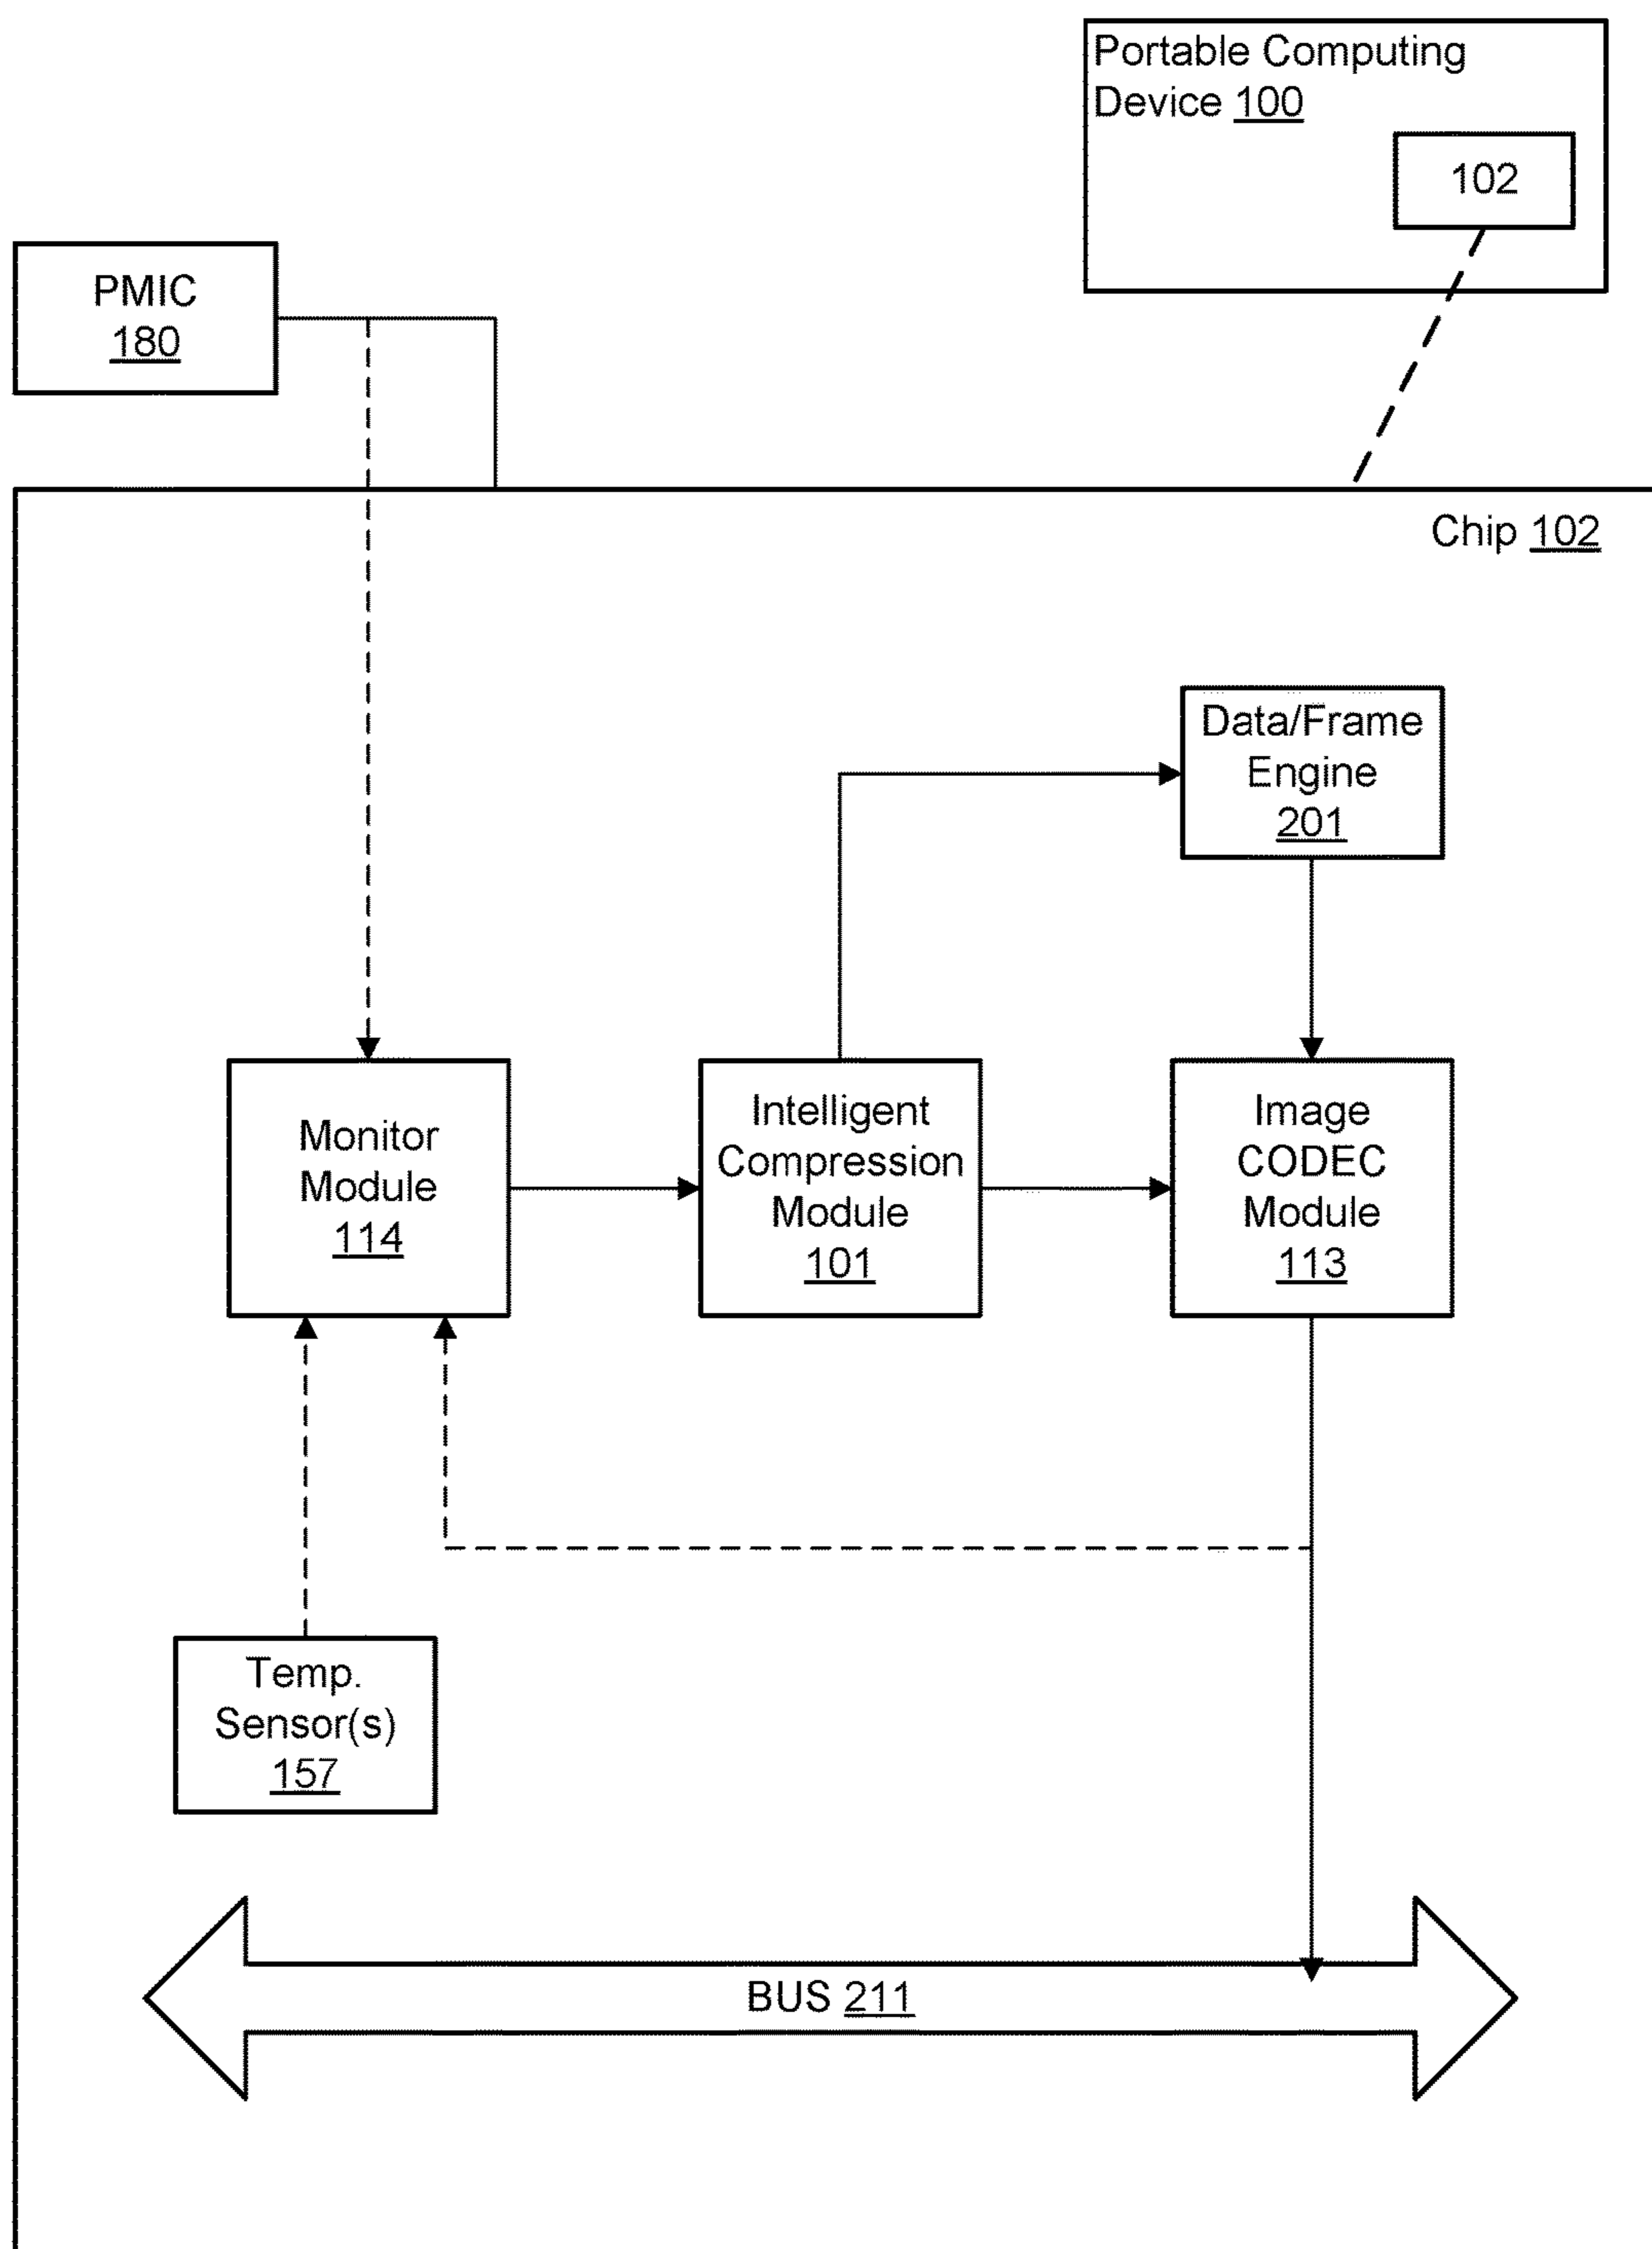 Portable Computing
Device 100
102
PMIC
180
Chip 102
Data/Frame
Engine
201
Monitor
Module
114
Intelligent
Compression
Module
101
Image
CODEC
Module
113
Temp.
Sensor(s)
157
BUS 211